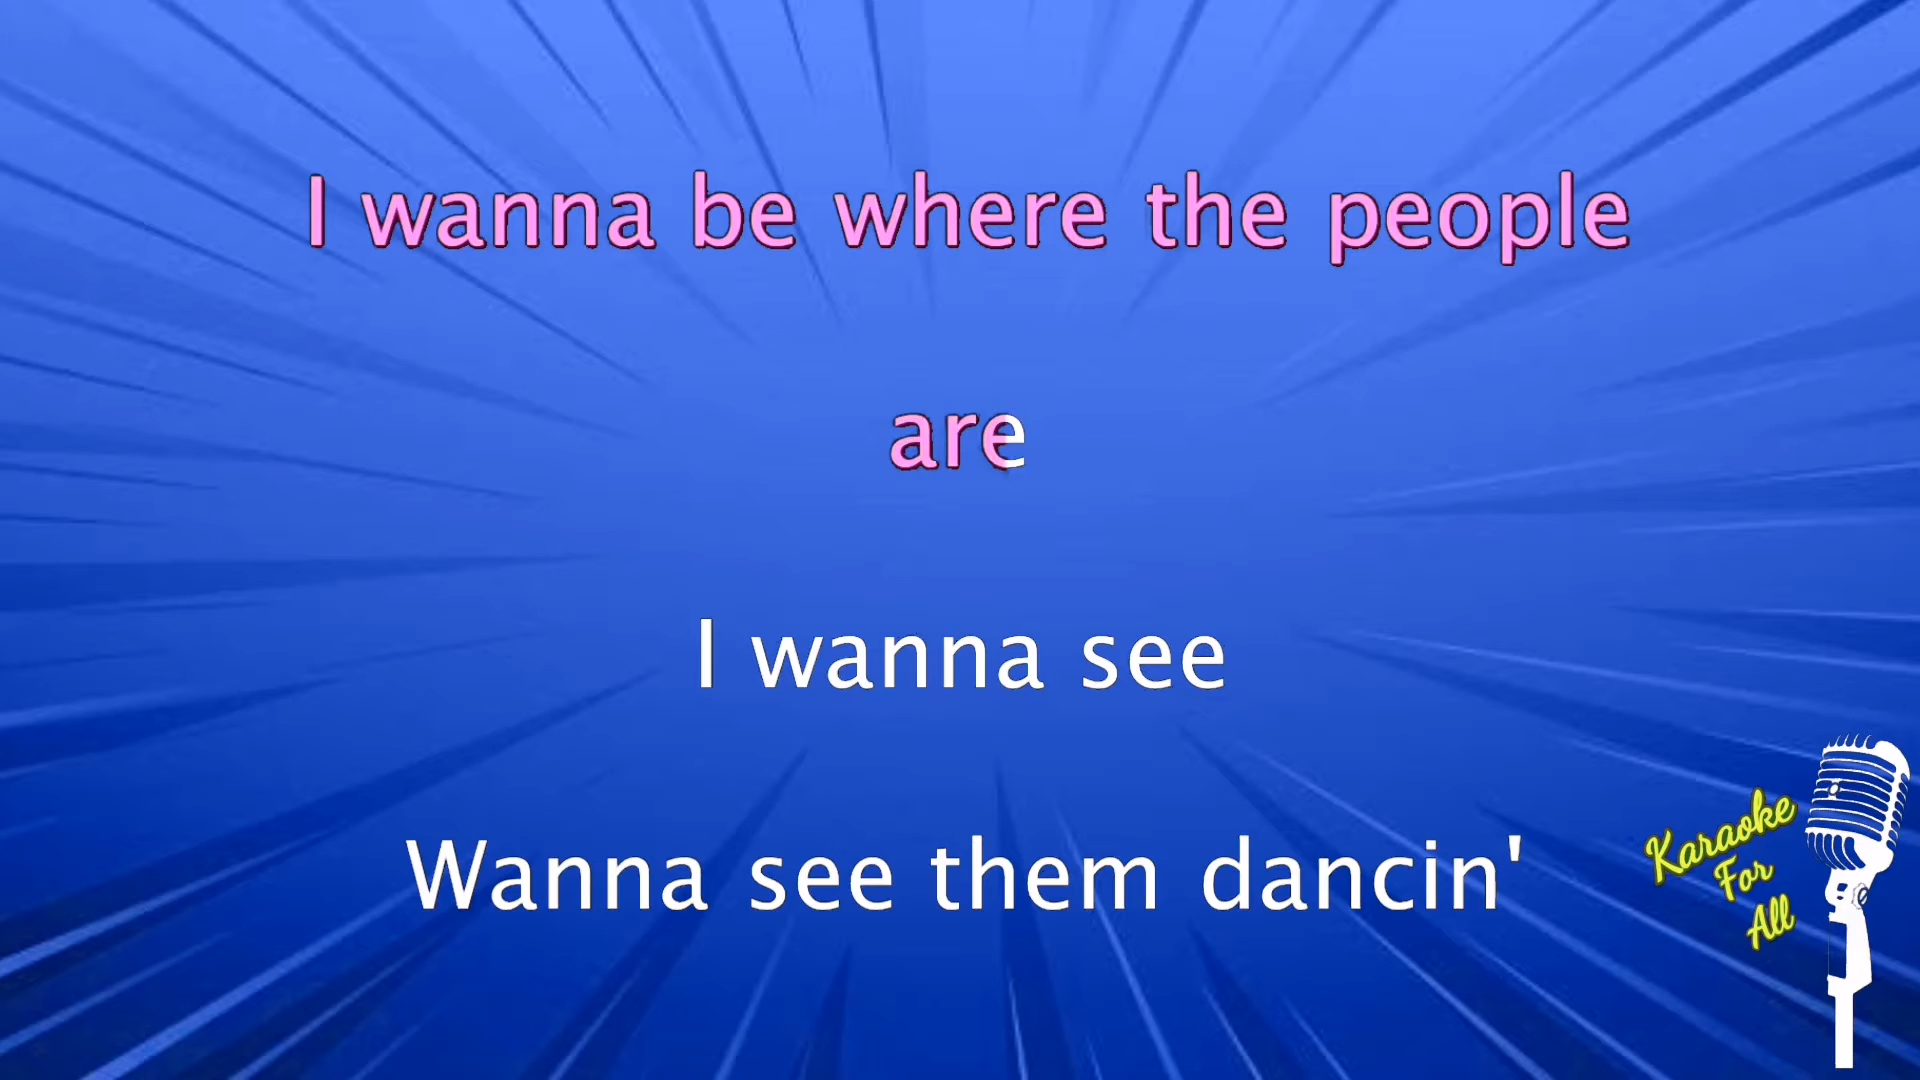 I wanna be where the people
are
I wanna see
Wanna see them dancin'
Karaoke
For
All